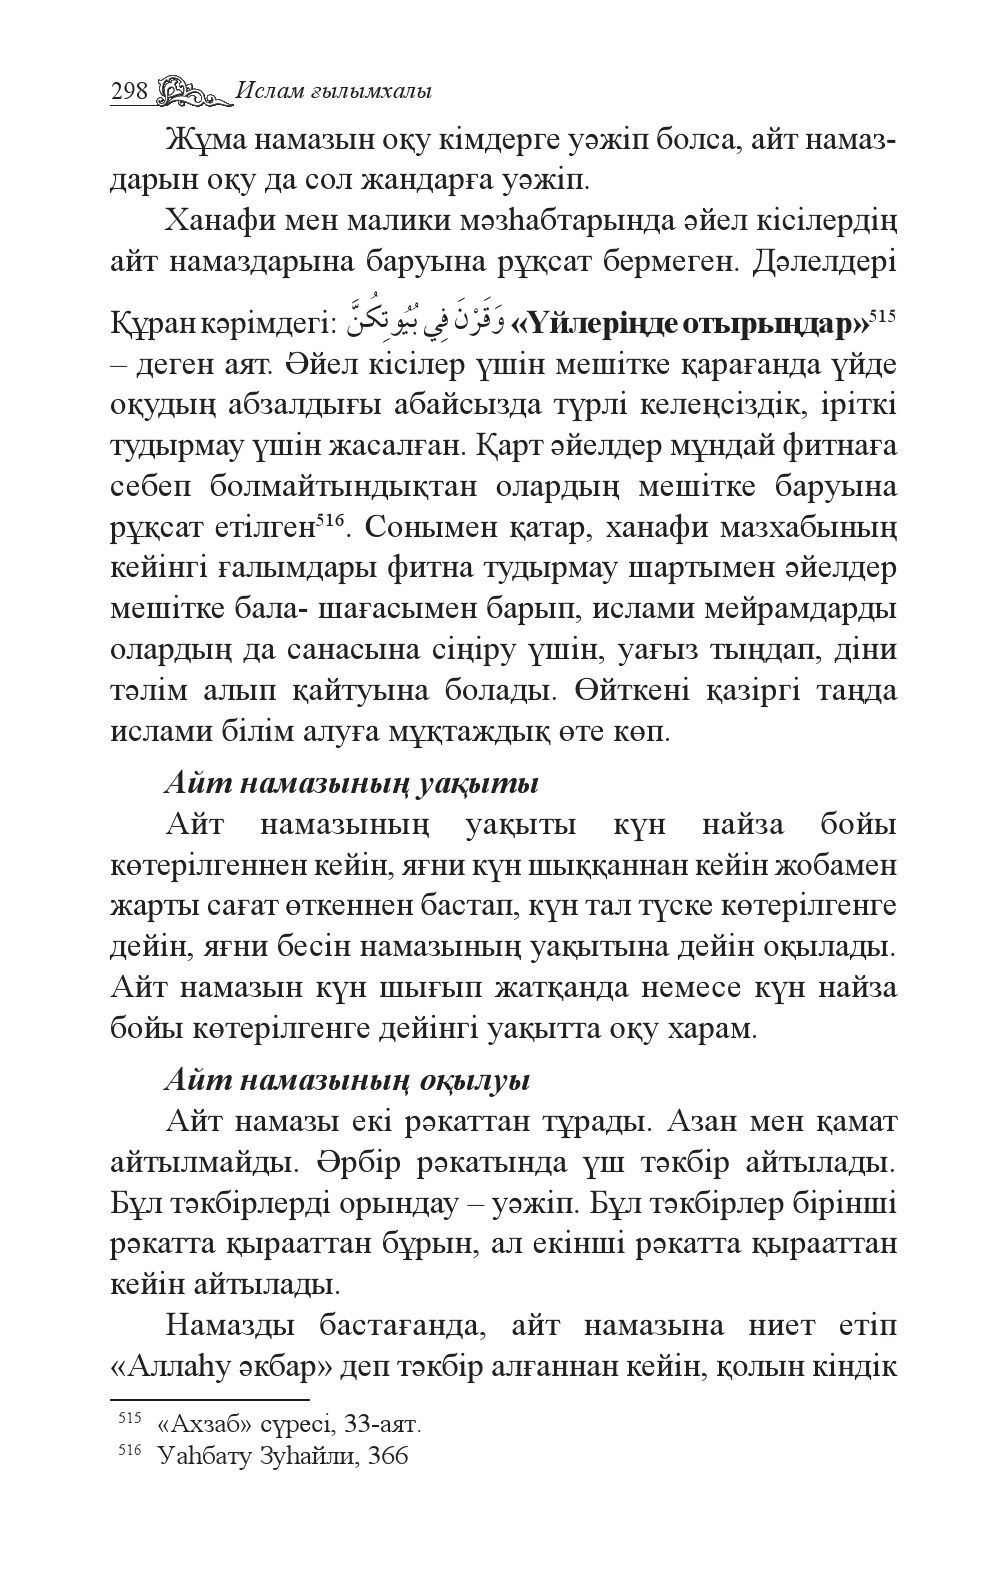 298 Ислам ғылымхалы
Жұма намазын оқу кімдерге уәжіп болса, айт намаз-
дарын оқу да сол жандарға уәжіп.
Ханафи мен малики мәзһабтарында әйел кісілердің
айт намаздарына баруына рұқсат бермеген. Дәлелдері
Құран кәрімдегі: وَقَرْنَ فِي بُيُوتِكُنَّ «Үйлеріңде отырыңдар»515
– деген аят. Әйел кісілер үшін мешітке қарағанда үйде
оқудың абзалдығы абайсызда түрлі келеңсіздік, іріткі
тудырмау үшін жасалған. Қарт әйелдер мұндай фитнаға
себеп болмайтындықтан олардың мешітке баруына
рұқсат етілген516. Сонымен қатар, ханафи мазхабының
кейінгі ғалымдары фитна тудырмау шартымен әйелдер
мешітке бала- шағасымен барып, ислами мейрамдарды
олардың да санасына сіңіру үшін, уағыз тыңдап, діни
тәлім алып қайтуына болады. Өйткені қазіргі таңда
ислами білім алуға мұқтаждық өте көп.
Айт намазының уақыты
Айт намазының уақыты күн найза бойы
көтерілгеннен кейін, яғни күн шыққаннан кейін жобамен
жарты сағат өткеннен бастап, күн тал түске көтерілгенге
дейін, яғни бесін намазының уақытына дейін оқылады.
Айт намазын күн шығып жатқанда немесе күн найза
бойы көтерілгенге дейінгі уақытта оқу харам.
Айт намазының оқылуы
Айт намазы екі рәкаттан тұрады. Азан мен қамат
айтылмайды. Әрбір рәкатында үш тәкбір айтылады.
Бұл тәкбірлерді орындау – уәжіп. Бұл тәкбірлер бірінші
рәкатта қырааттан бұрын, ал екінші рәкатта қырааттан
кейін айтылады.
Намазды бастағанда, айт намазына ниет етіп
«Аллаһу әкбар» деп тәкбір алғаннан кейін, қолын кіндік
515 «Ахзаб» сүресі, 33-аят.
516 Уаһбату Зуһайли, 366